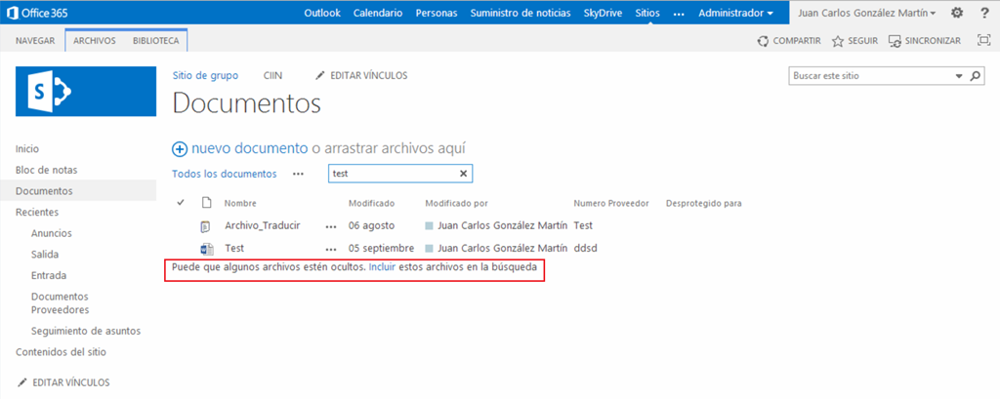 Office 365 Outlook Calendario Personas Suministro de noticias SkyDrive Sitios ... Administrador Juan Carlos González Martín ?
NAVEGAR ARCHIVOS BIBLIOTECA COMPARTIR SEGUIR SINCRONIZAR
Sitio de grupo CIIN EDITAR VÍNCULOS
Buscar este sitio
S
Documentos
nuevo documento o arrastrar archivos aquí
Todos los documentos ... test
Nombre Modificado Modificado por Numero Proveedor Desprotegido para
Archivo_Traducir ... 06 agosto Juan Carlos González Martín Test
Test ... 05 septiembre Juan Carlos González Martín ddsd
Puede que algunos archivos estén ocultos. Incluir estos archivos en la búsqueda
Inicio
Bloc de notas
Documentos
Recientes
Anuncios
Salida
Entrada
Documentos
Proveedores
Seguimiento de asuntos
Contenidos del sitio
EDITAR VÍNCULOS